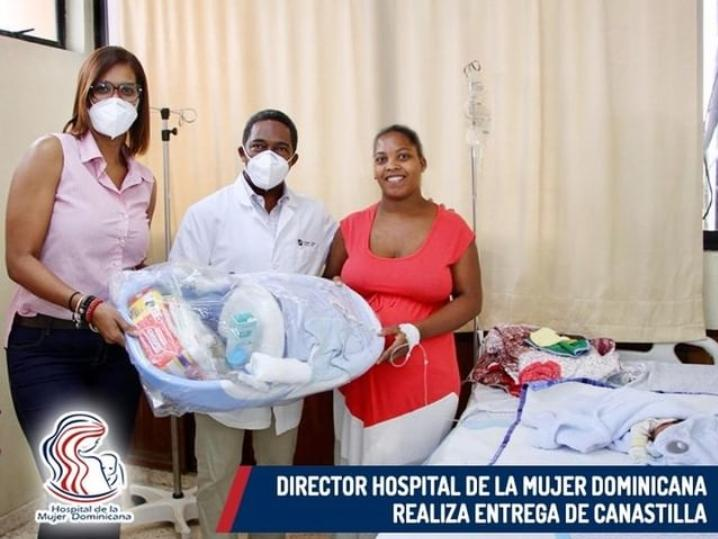 Hospital de la
Mujer Dominicana
DIRECTOR HOSPITAL DE LA MUJER DOMINICANA
REALIZA ENTREGA DE CANASTILLA